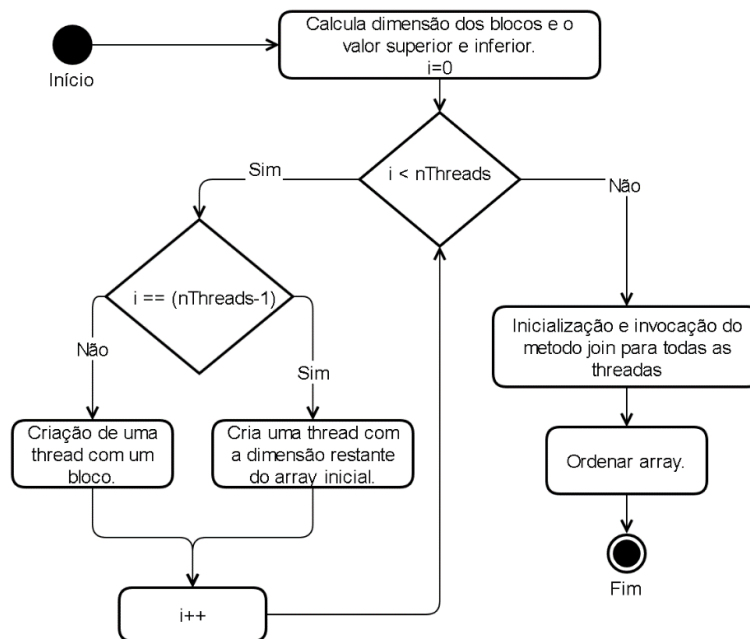 Início
Calcula dimensão dos blocos e o
valor superior e inferior.
i=0
i < nThreads
Sim
Não
i == (nThreads-1)
Não
Sim
Criação de uma
thread com um
bloco.
Cria uma thread com
a dimensão restante
do array inicial.
i++
Inicialização e invocação do
metodo join para todas as
threadas
Ordenar array.
Fim